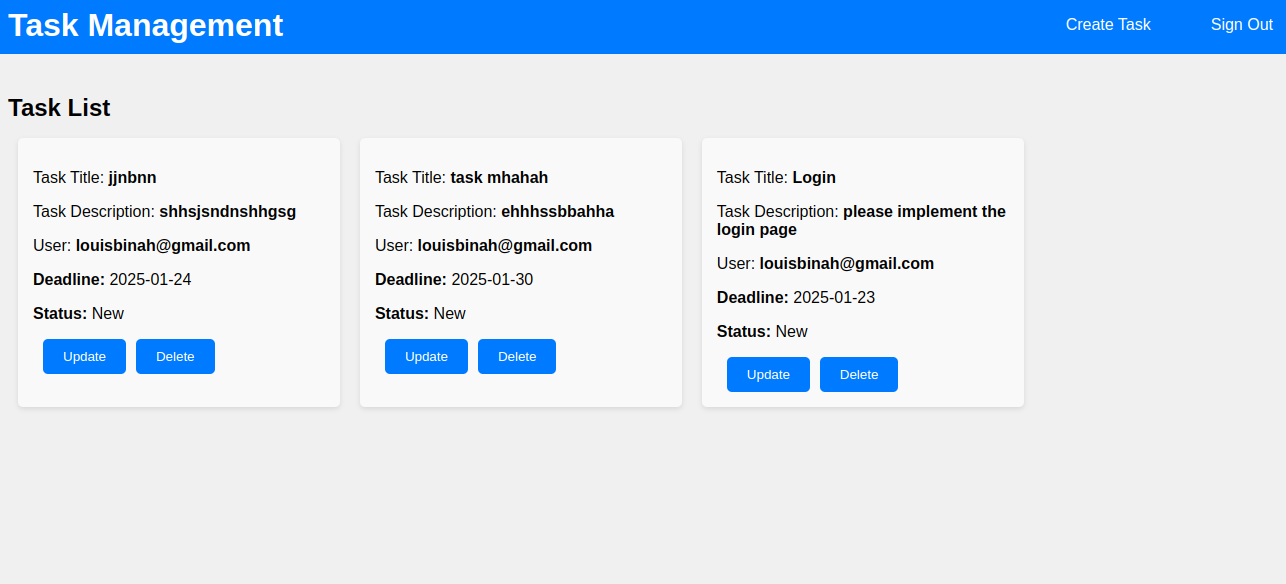 Task Management
Create Task
Sign Out
Task List
Task Title: jjnbnn
Task Description: shhsjsndnshhgsg
User: louisbinah@gmail.com
Deadline: 2025-01-24
Status: New
Update
Delete
Task Title: task mhahah
Task Description: ehhhssbbahha
User: louisbinah@gmail.com
Deadline: 2025-01-30
Status: New
Update
Delete
Task Title: Login
Task Description: please implement the
login page
User: louisbinah@gmail.com
Deadline: 2025-01-23
Status: New
Update
Delete